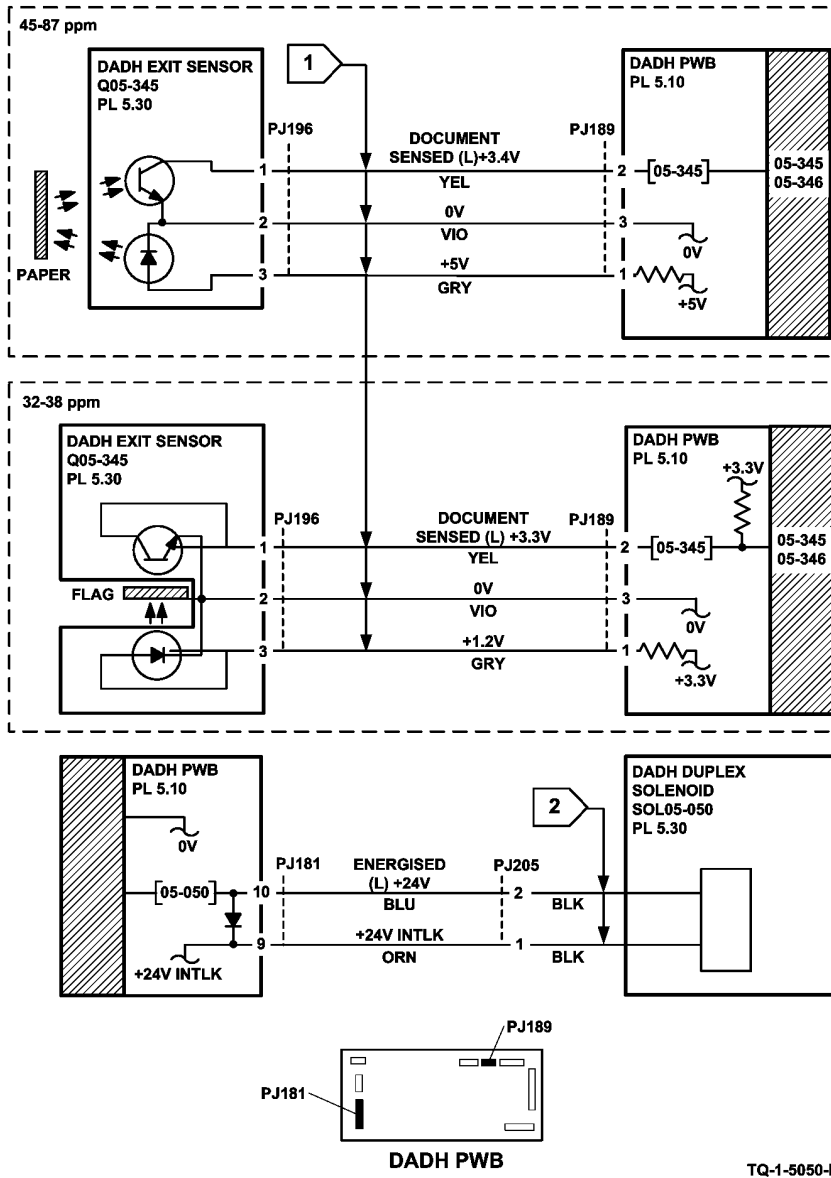 45-87 ppm
DADH EXIT SENSOR
Q05-345
PL 5.30
1
DADH PWB
PL 5.10
PJ196
PJ189
DOCUMENT
SENSED (L)+3.4V
YEL
1
2
[05-345]
05-345
05-346
0V
VIO
2
3
0V
+5V
GRY
3
1
+5V
PAPER
32-38 ppm
DADH EXIT SENSOR
Q05-345
PL 5.30
DADH PWB
PL 5.10
+3.3V
PJ196
PJ189
DOCUMENT
SENSED (L) +3.3V
YEL
1
2
[05-345]
05-345
05-346
FLAG
0V
VIO
2
3
0V
+1.2V
GRY
3
1
+3.3V
DADH PWB
PL 5.10
0V
2
DADH DUPLEX
SOLENOID
SOL05-050
PL 5.30
PJ181
PJ205
ENERGISED
(L) +24V
BLU
[05-050]
10
2
BLK
+24V INTLK
ORN
9
1
BLK
+24V INTLK
PJ189
PJ181
DADH PWB
TQ-1-5050-